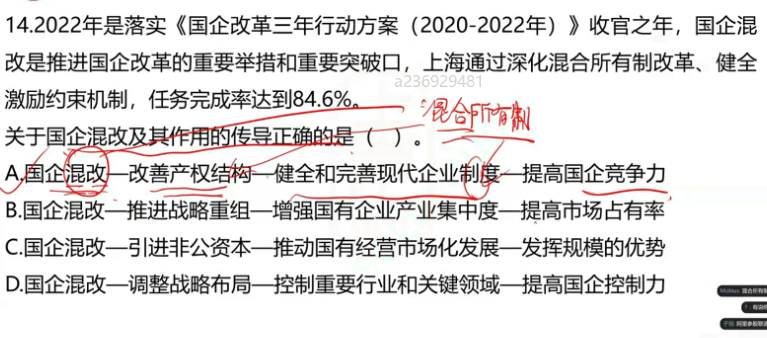 14.2022年是落实《国企改革三年行动方案（2020-2022年）》收官之年，国企混
改是推进国企改革的重要举措和重要突破口，上海通过深化混合所有制改革、健全
a236929481
激励约束机制，任务完成率达到84.6%。
混合所有制
关于国企混改及其作用的传导正确的是（ ）。
A.国企混改—改善产权结构—健全和完善现代企业制度—提高国企竞争力
B.国企混改—推进战略重组—增强国有企业产业集中度—提高市场占有率
C.国企混改—引进非公资本—推动国有经营市场化发展—发挥规模的优势
D.国企混改—调整战略布局—控制重要行业和关键领域—提高国企控制力